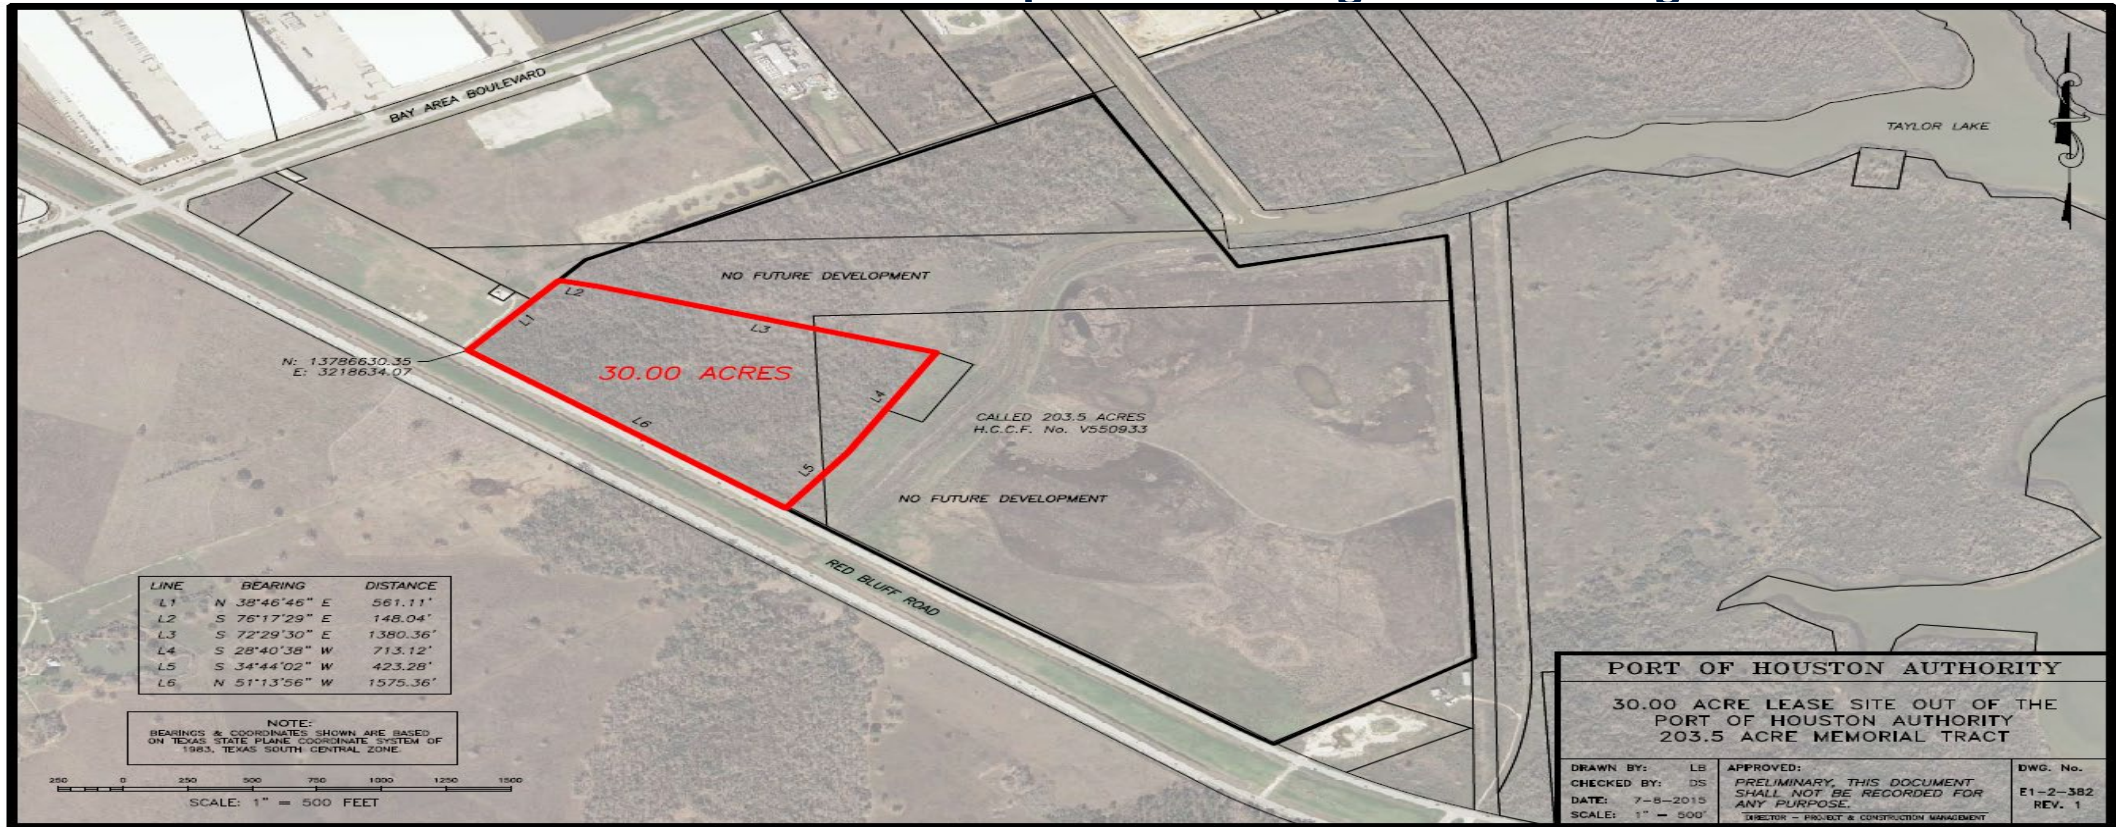 BAY AREA BOULEVARD
TAYLOR LAKE
NO FUTURE DEVELOPMENT
L1
L2
L3
N: 13786630.35
E: 3218634.07
30.00 ACRES
L4
L6
L5
CALLED 203.5 ACRES
H.C.C.F. No. V550933
NO FUTURE DEVELOPMENT
RED BLUFF ROAD
LINE BEARING DISTANCE
L1 N 38°46'46" E 561.11'
L2 S 76°17'29" E 148.04'
L3 S 72°29'30" E 1380.36'
L4 S 28°40'38" W 713.12'
L5 S 34°44'02" W 423.28'
L6 N 51°13'56" W 1575.36'
NOTE:
BEARINGS & COORDINATES SHOWN ARE BASED
ON TEXAS STATE PLANE COORDINATE SYSTEM OF
1983, TEXAS SOUTH CENTRAL ZONE.
250 0 250 500 750 1000 1250 1500
SCALE: 1" = 500 FEET
PORT OF HOUSTON AUTHORITY
30.00 ACRE LEASE SITE OUT OF THE
PORT OF HOUSTON AUTHORITY
203.5 ACRE MEMORIAL TRACT
DRAWN BY: LB
CHECKED BY: DS
DATE: 7-8-2015
SCALE: 1" = 500'
APPROVED:
PRELIMINARY, THIS DOCUMENT
SHALL NOT BE RECORDED FOR
ANY PURPOSE.
DIRECTOR - PROJECT & CONSTRUCTION MANAGEMENT
DWG. No.
E1-2-382
REV. 1